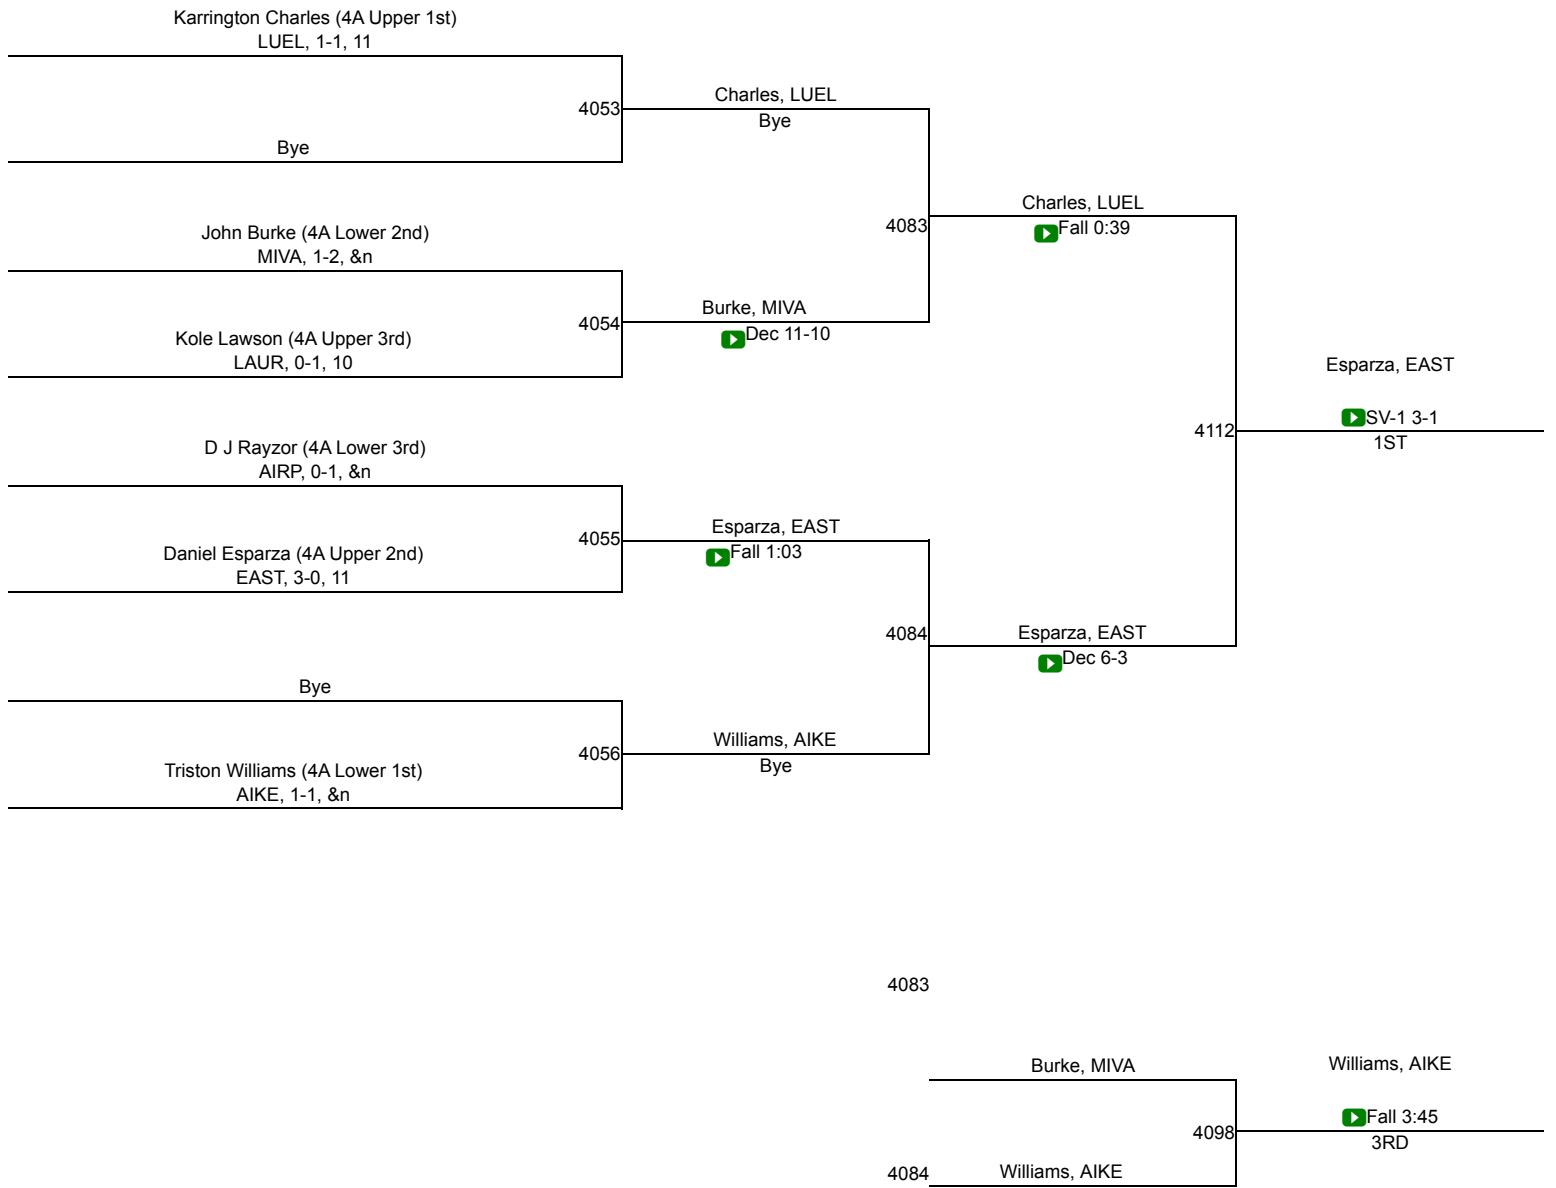 Karrington Charles (4A Upper 1st)
LUEL, 1-1, 11
4053
Charles, LUEL
Bye
Bye
Charles, LUEL
4083
Fall 0:39
John Burke (4A Lower 2nd)
MIVA, 1-2, &n
Burke, MIVA
4054
Dec 11-10
Kole Lawson (4A Upper 3rd)
LAUR, 0-1, 10
Esparza, EAST
SV-1 3-1
4112
1ST
D J Rayzor (4A Lower 3rd)
AIRP, 0-1, &n
Esparza, EAST
4055
Fall 1:03
Daniel Esparza (4A Upper 2nd)
EAST, 3-0, 11
4084
Esparza, EAST
Dec 6-3
Bye
Williams, AIKE
4056
Bye
Triston Williams (4A Lower 1st)
AIKE, 1-1, &n
4083
Burke, MIVA
Williams, AIKE
Fall 3:45
4098
3RD
4084
Williams, AIKE